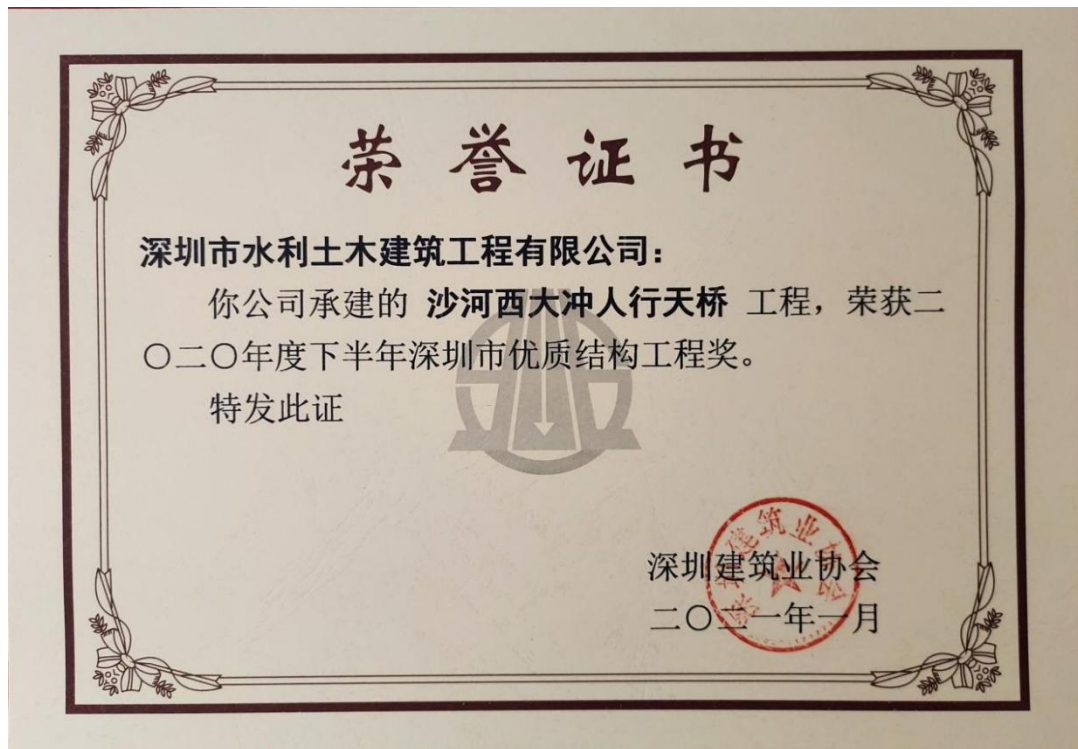 荣誉证书
深圳市水利土木建筑工程有限公司：
你公司承建的 沙河西大冲人行天桥 工程，荣获二
〇二〇年度下半年深圳市优质结构工程奖。
特发此证
深圳建筑业协会
二〇二一年一月